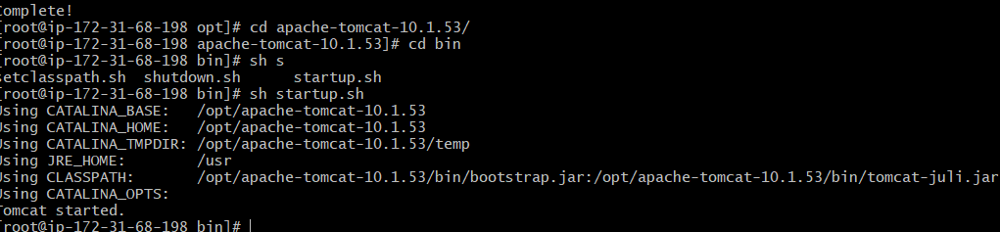 Complete!
[root@ip-172-31-68-198 opt]# cd apache-tomcat-10.1.53/
[root@ip-172-31-68-198 apache-tomcat-10.1.53]# cd bin
[root@ip-172-31-68-198 bin]# sh s
setclasspath.sh  shutdown.sh      startup.sh
[root@ip-172-31-68-198 bin]# sh startup.sh
Using CATALINA_BASE:   /opt/apache-tomcat-10.1.53
Using CATALINA_HOME:   /opt/apache-tomcat-10.1.53
Using CATALINA_TMPDIR: /opt/apache-tomcat-10.1.53/temp
Using JRE_HOME:        /usr
Using CLASSPATH:       /opt/apache-tomcat-10.1.53/bin/bootstrap.jar:/opt/apache-tomcat-10.1.53/bin/tomcat-juli.jar
Using CATALINA_OPTS:
Tomcat started.
[root@ip-172-31-68-198 bin]#